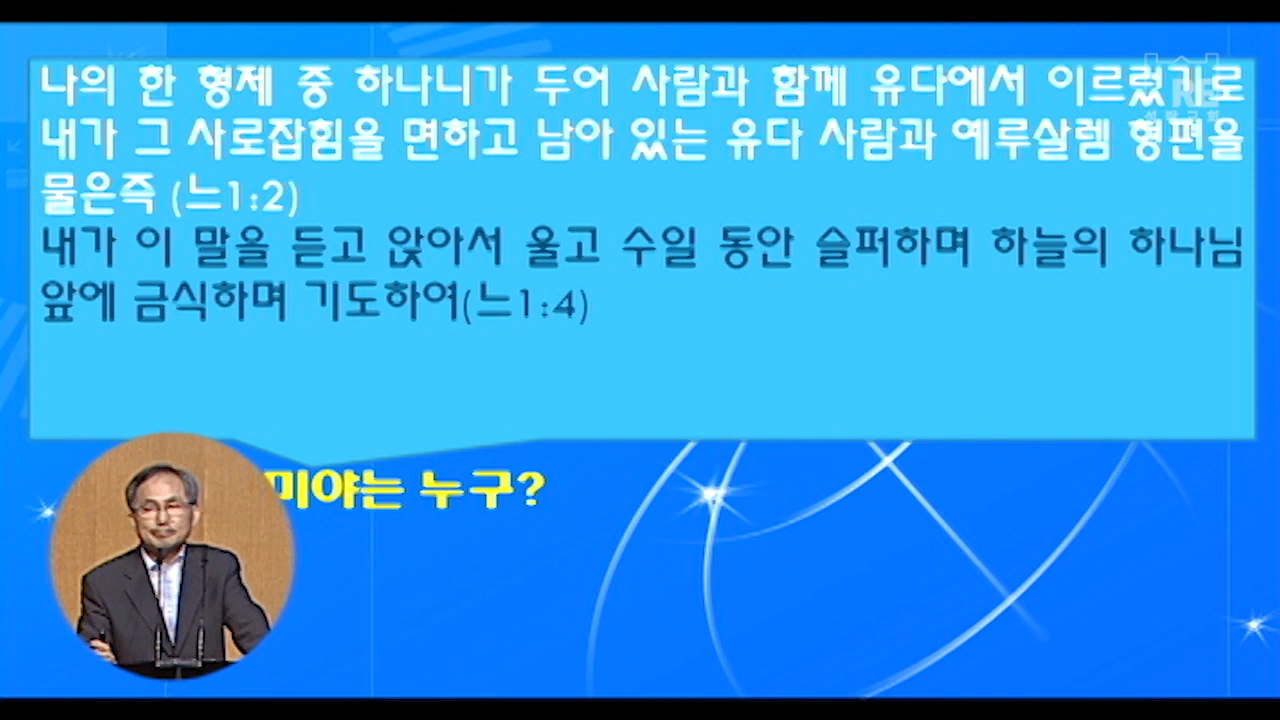 나의 한 형제 중 하나니가 두어 사람과 함께 유다에서 이르렀기로
내가 그 사로잡힘을 면하고 남아 있는 유다 사람과 예루살렘 형편을
물은즉 (느1:2)
내가 이 말을 듣고 앉아서 울고 수일 동안 슬퍼하며 하늘의 하나님
앞에 금식하며 기도하여(느1:4)
미야는 누구?
RE